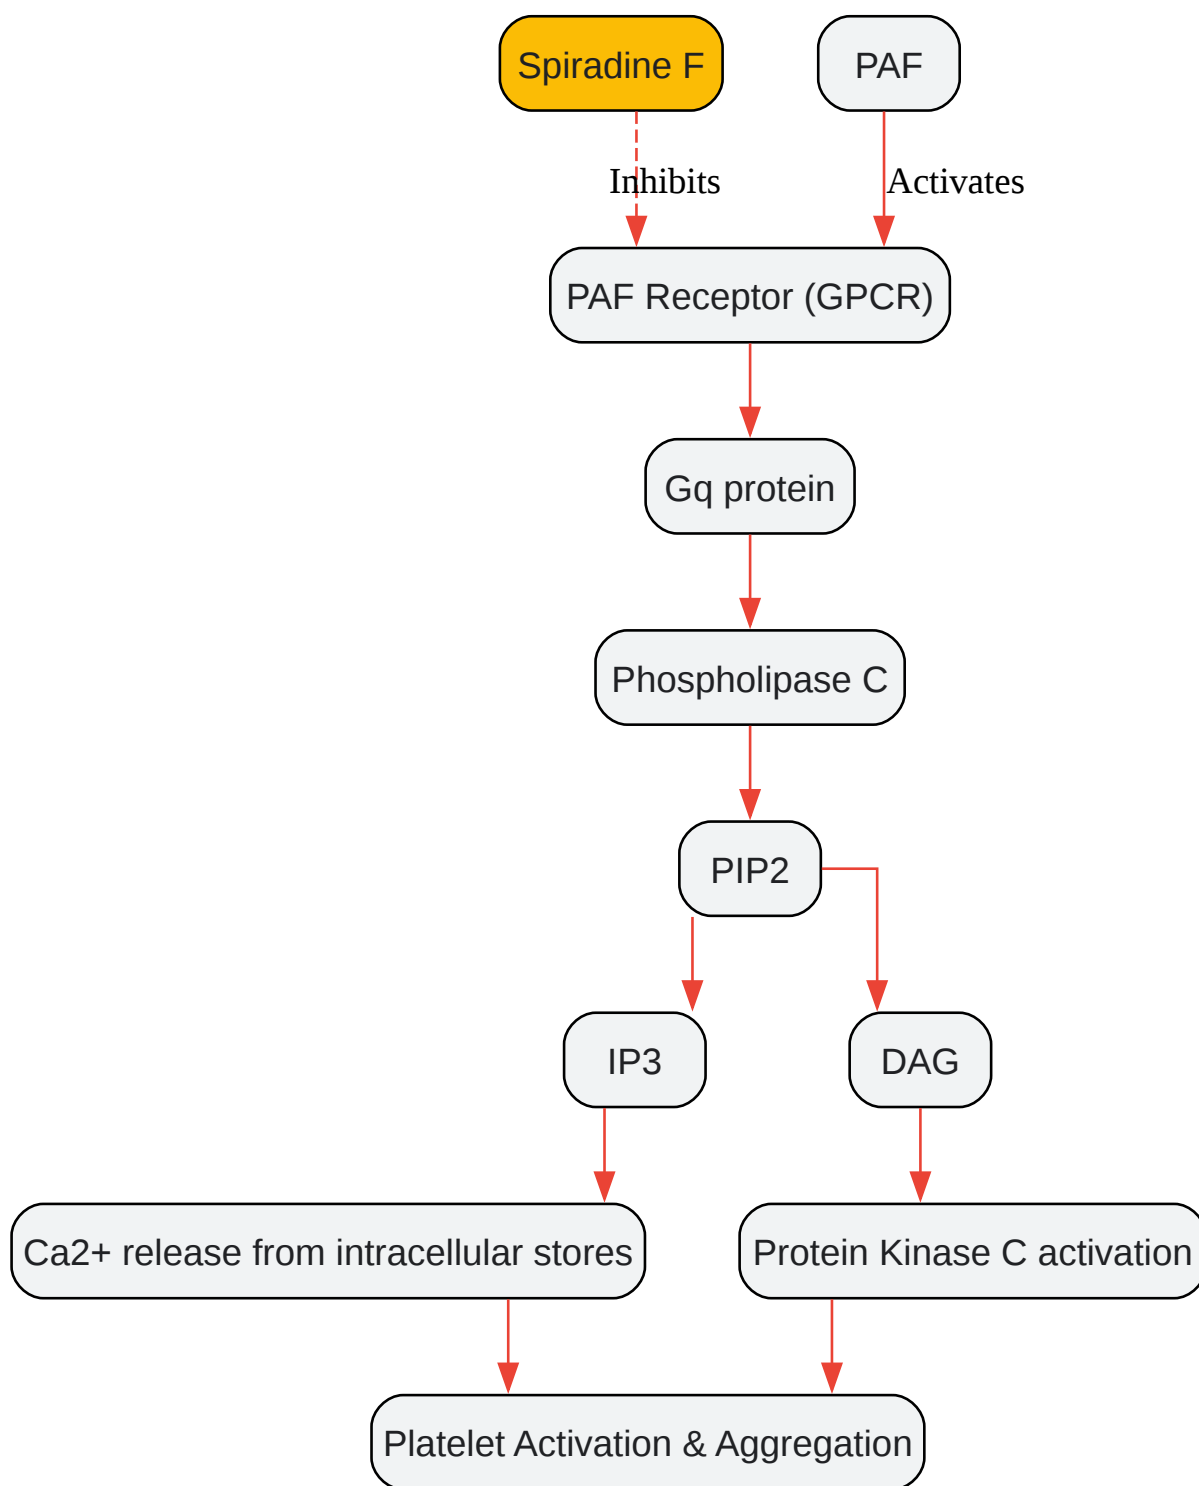 Spiradine F
PAF
Inhibits
Activates
PAF Receptor (GPCR)
Gq protein
Phospholipase C
PIP2
IP3
DAG
Ca2+ release from intracellular stores
Protein Kinase C activation
Platelet Activation & Aggregation